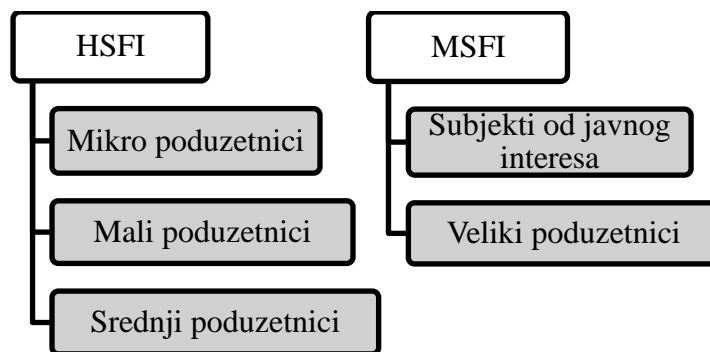 HSFI
Mikro poduzetnici
Mali poduzetnici
Srednji poduzetnici
MSFI
Subjekti od javnog
interesa
Veliki poduzetnici